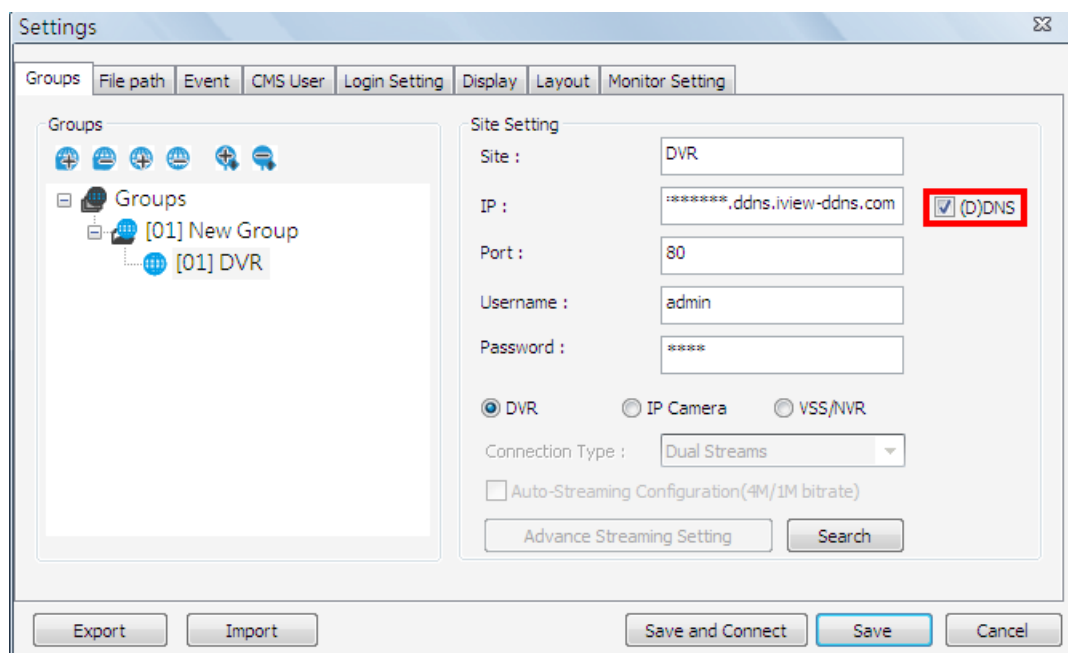 Settings
Groups File path Event CMS User Login Setting Display Layout Monitor Setting
Groups
Groups
[01] New Group
[01] DVR
Site Setting
Site : DVR
IP : :*******.ddns.iview-ddns.com (D)DNS
Port : 80
Username : admin
Password : ****
DVR IP Camera VSS/NVR
Connection Type : Dual Streams
Auto-Streaming Configuration(4M/1M bitrate)
Advance Streaming Setting Search
Export Import Save and Connect Save Cancel